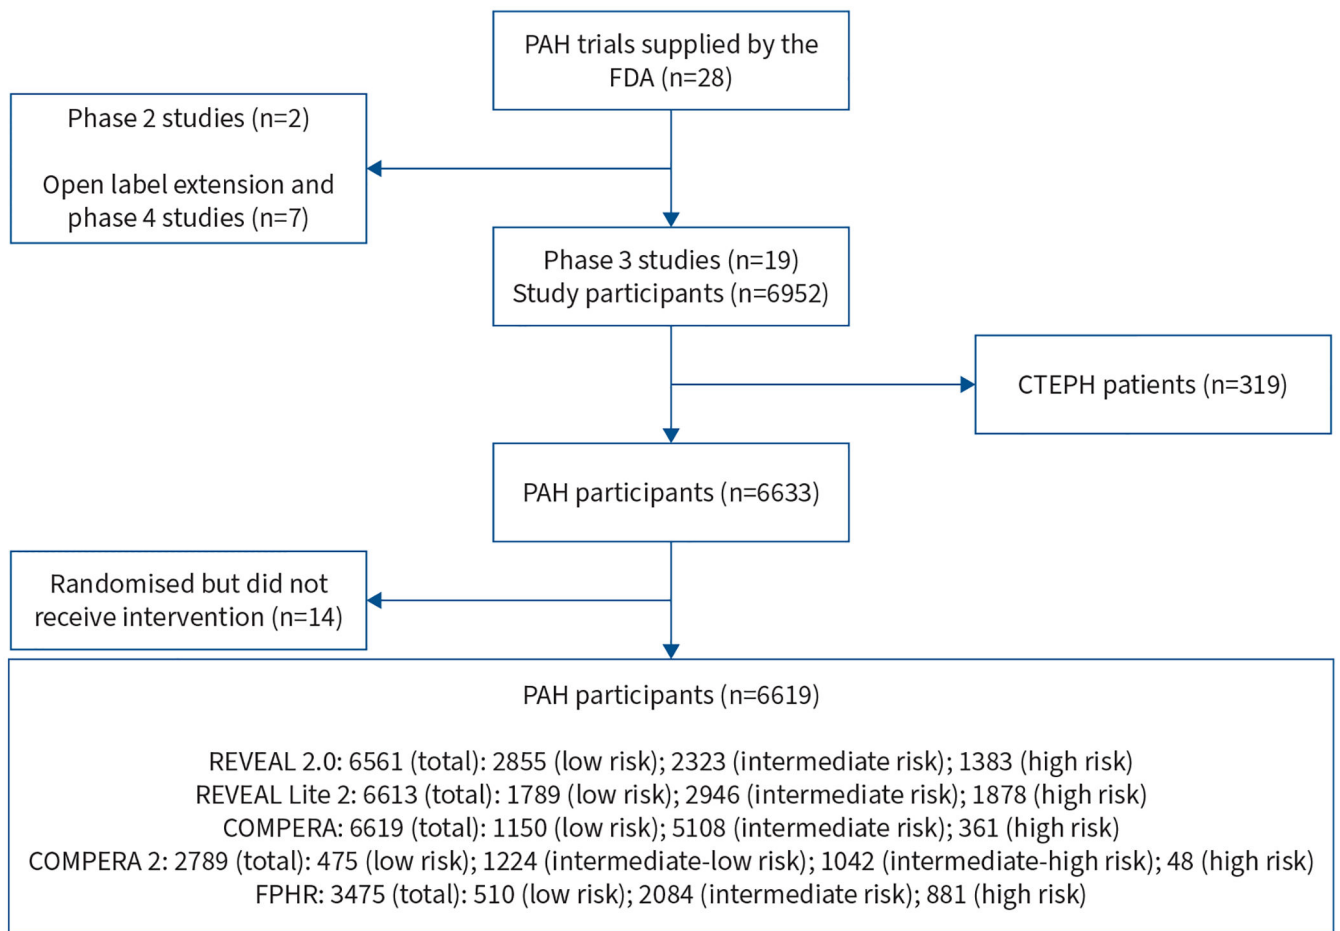 PAH trials supplied by the
FDA (n=28)
Phase 2 studies (n=2)
Open label extension and
phase 4 studies (n=7)
Phase 3 studies (n=19)
Study participants (n=6952)
CTEPH patients (n=319)
PAH participants (n=6633)
Randomised but did not
receive intervention (n=14)
PAH participants (n=6619)
REVEAL 2.0: 6561 (total): 2855 (low risk); 2323 (intermediate risk); 1383 (high risk)
REVEAL Lite 2: 6613 (total): 1789 (low risk); 2946 (intermediate risk); 1878 (high risk)
COMPERA: 6619 (total): 1150 (low risk); 5108 (intermediate risk); 361 (high risk)
COMPERA 2: 2789 (total): 475 (low risk); 1224 (intermediate-low risk); 1042 (intermediate-high risk); 48 (high risk)
FPHR: 3475 (total): 510 (low risk); 2084 (intermediate risk); 881 (high risk)